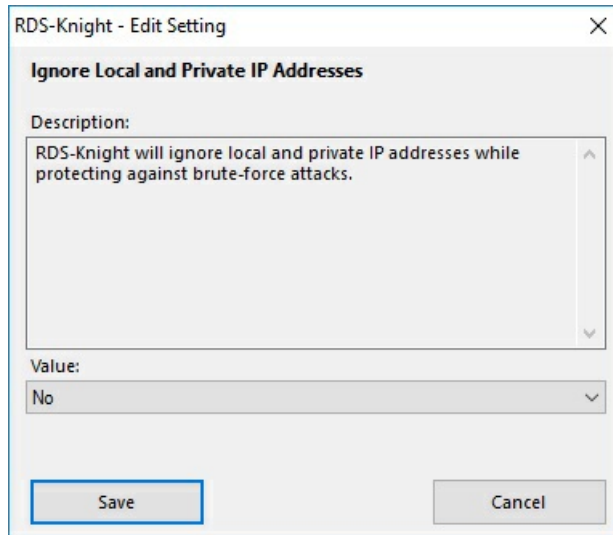 RDS-Knight - Edit Setting
Ignore Local and Private IP Addresses
Description:
RDS-Knight will ignore local and private IP addresses while
protecting against brute-force attacks.
Value:
No
Save
Cancel